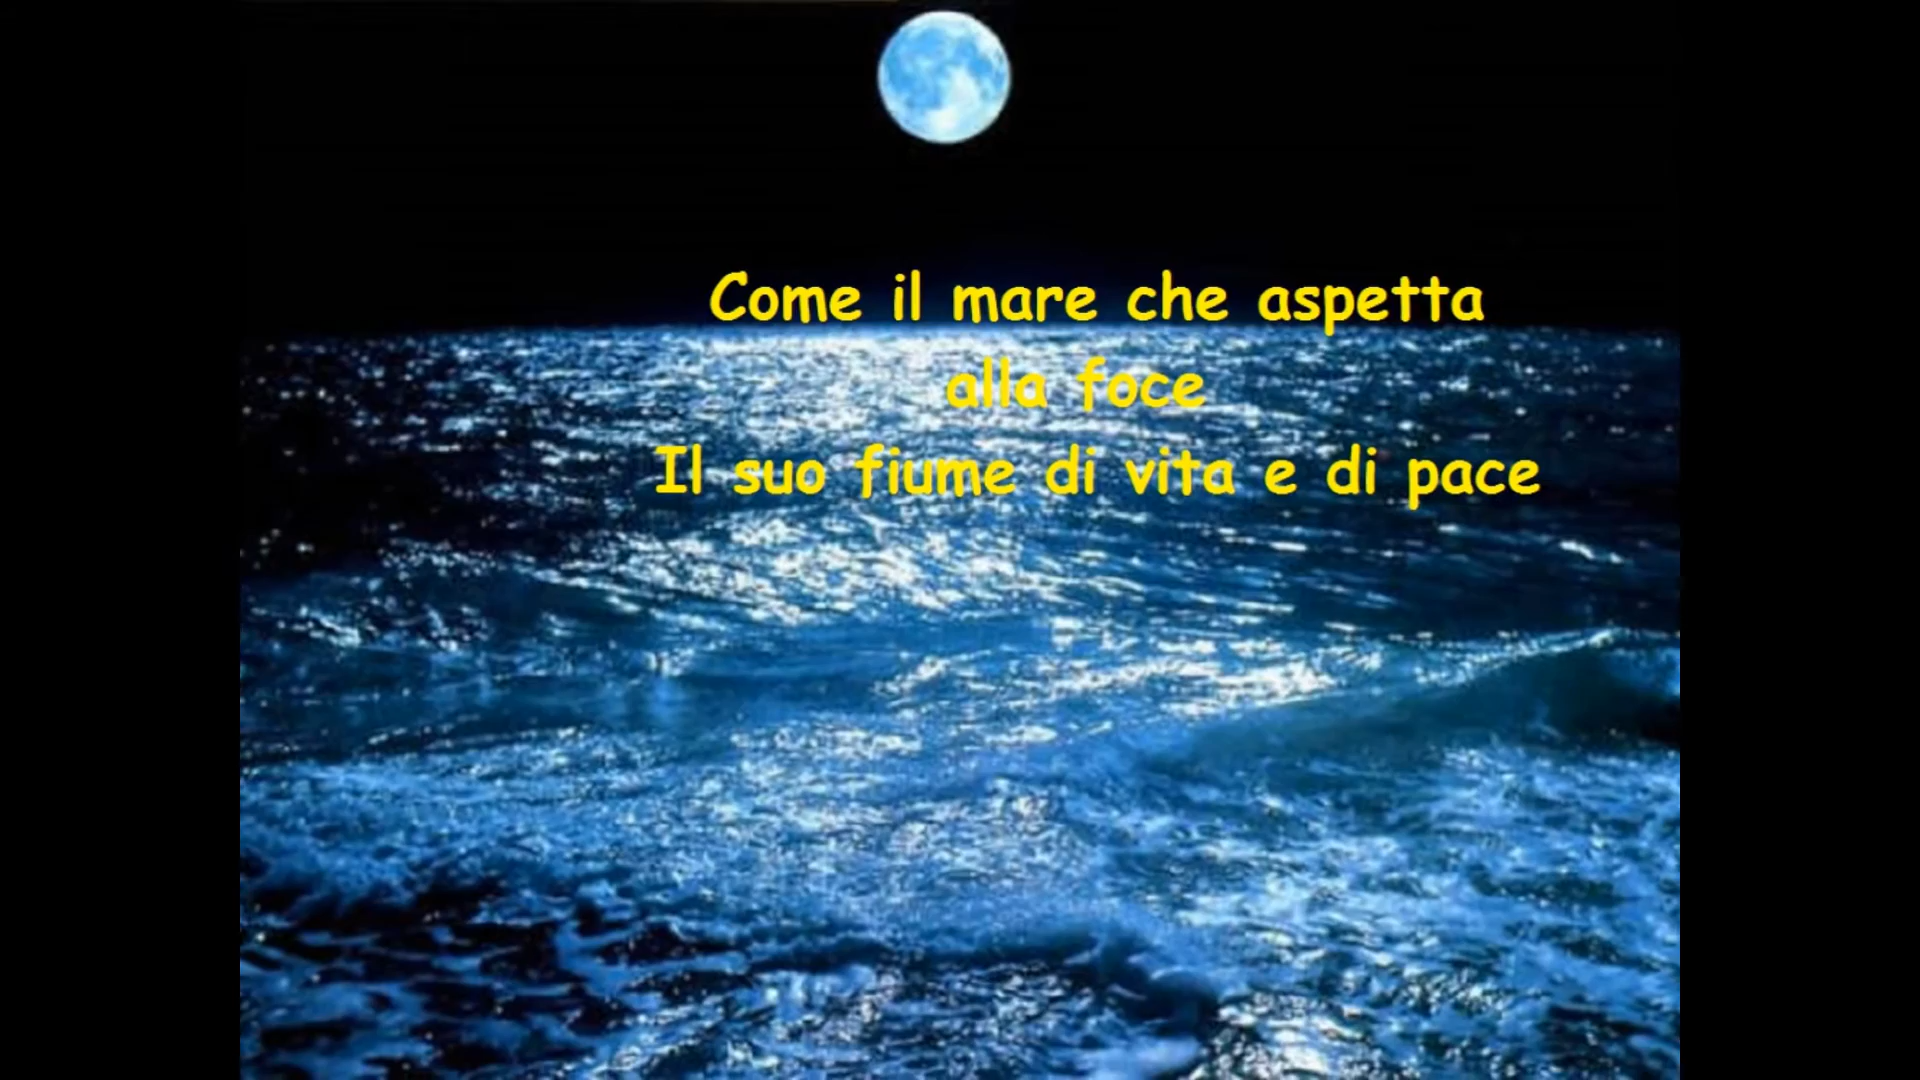 Come il mare che aspetta
alla foce
Il suo fiume di vita e di pace